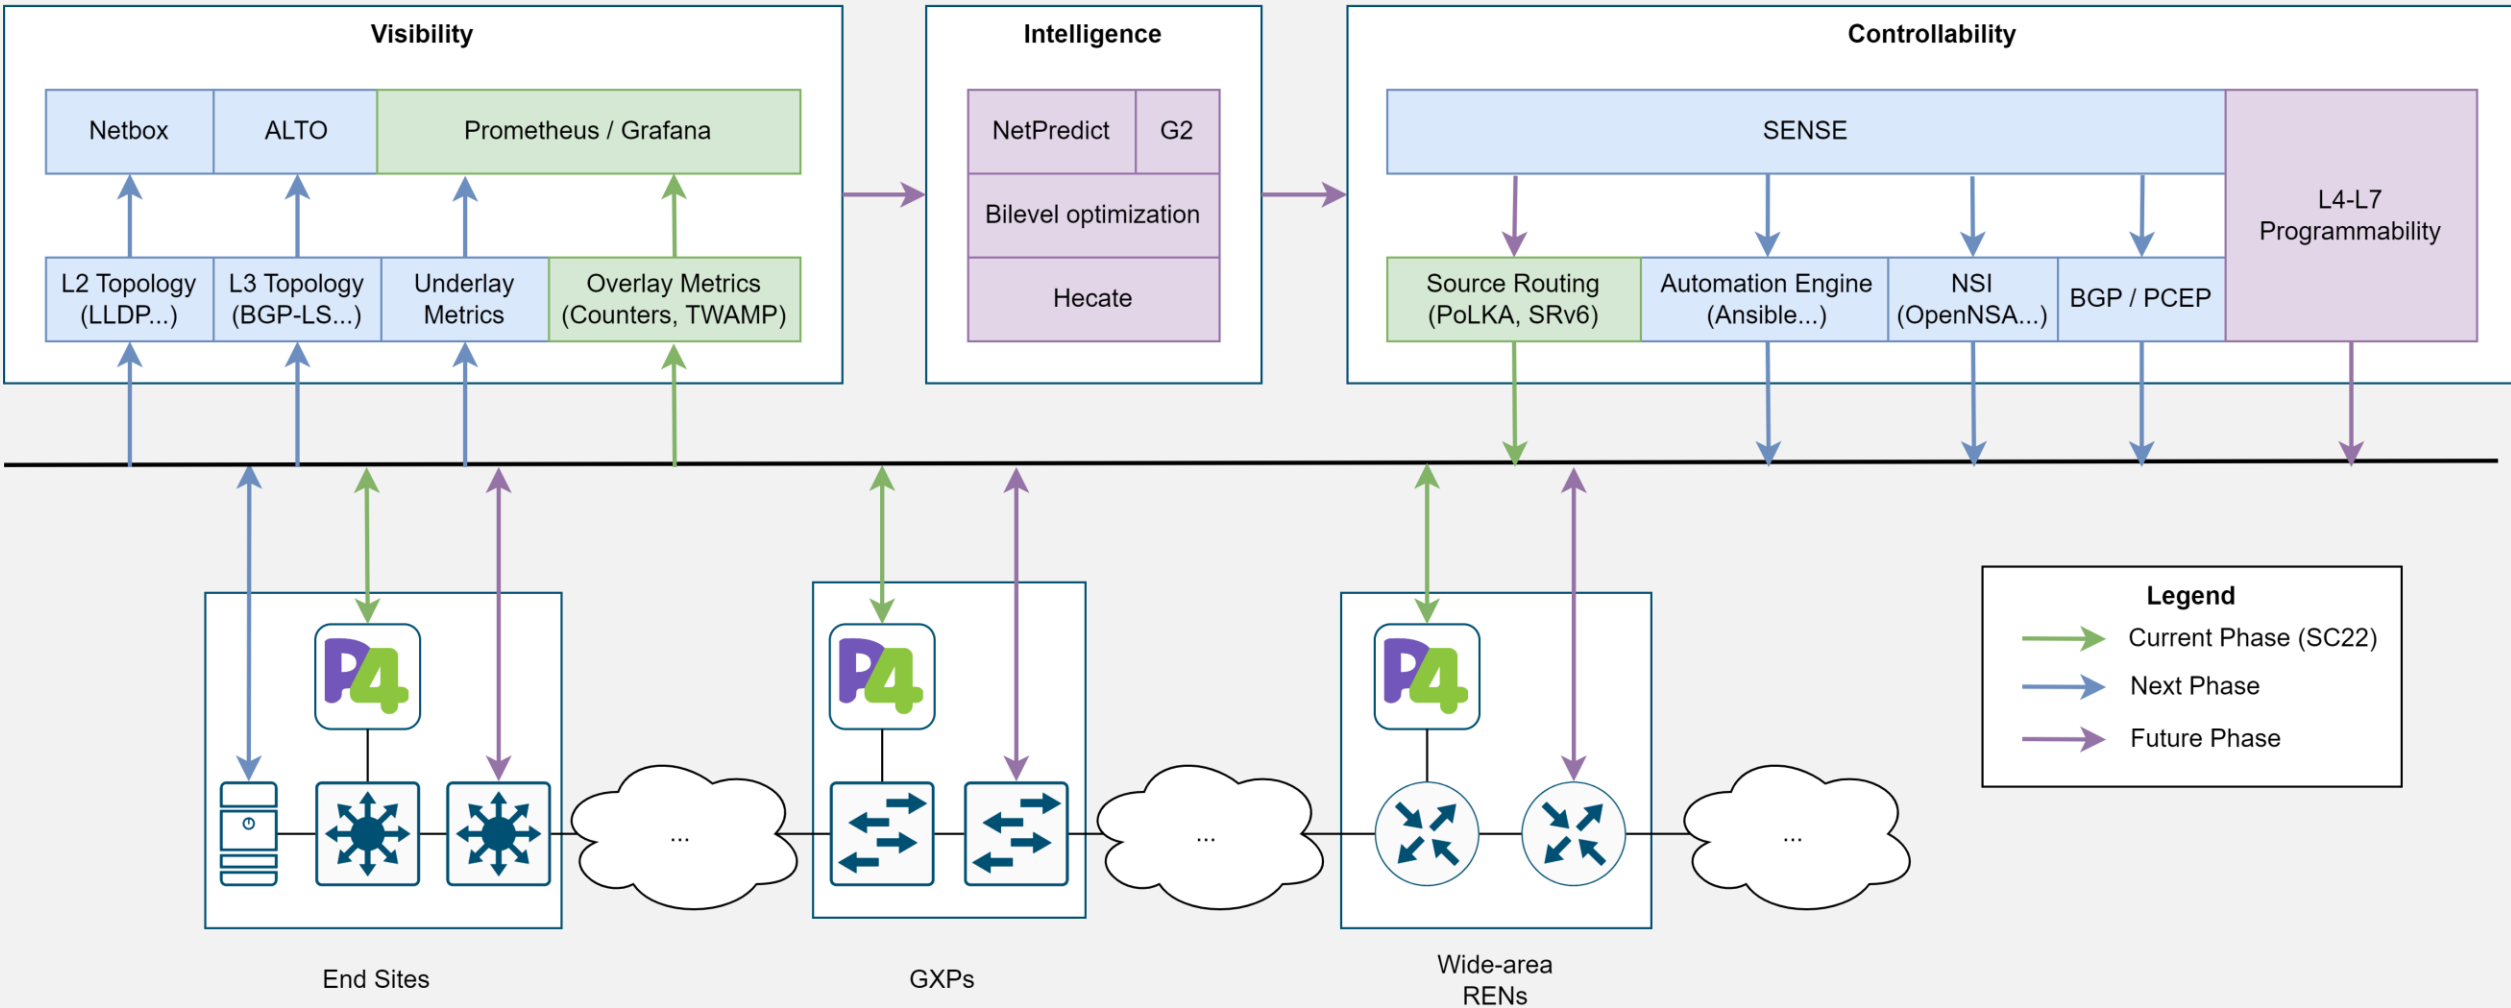 Visibility
Intelligence
Controllability
Netbox
ALTO
Prometheus / Grafana
L2 Topology
(LLDP...)
L3 Topology
(BGP-LS...)
Underlay
Metrics
Overlay Metrics
(Counters, TWAMP)
NetPredict
G2
Bilevel optimization
Hecate
SENSE
L4-L7
Programmability
Source Routing
(PoLKA, SRv6)
Automation Engine
(Ansible...)
NSI
(OpenNSA...)
BGP / PCEP
P4
P4
P4
...
...
...
End Sites
GXPs
Wide-area
RENs
Legend
Current Phase (SC22)
Next Phase
Future Phase